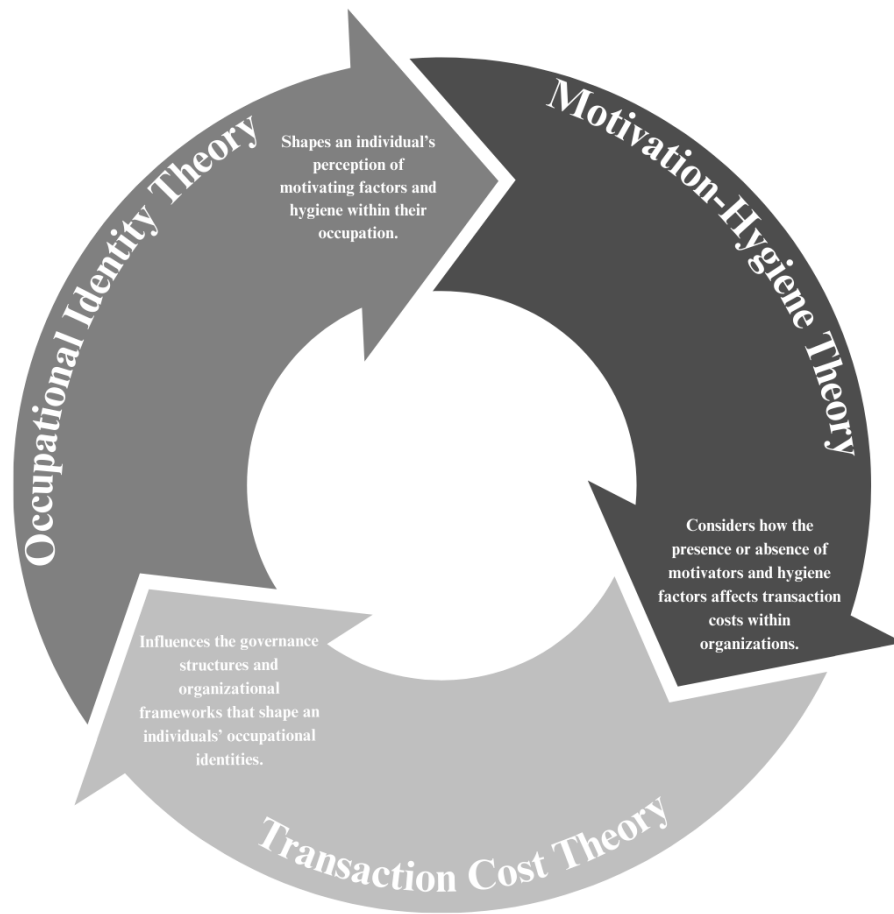 Occupational Identity Theory
Shapes an individual’s
perception of
motivating factors and
hygiene within their
occupation.
Motivation-Hygiene Theory
Considers how the
presence or absence of
motivators and hygiene
factors affects transaction
costs within
organizations.
Influences the governance
structures and
organizational
frameworks that shape an
individuals’ occupational
identities.
Transaction Cost Theory